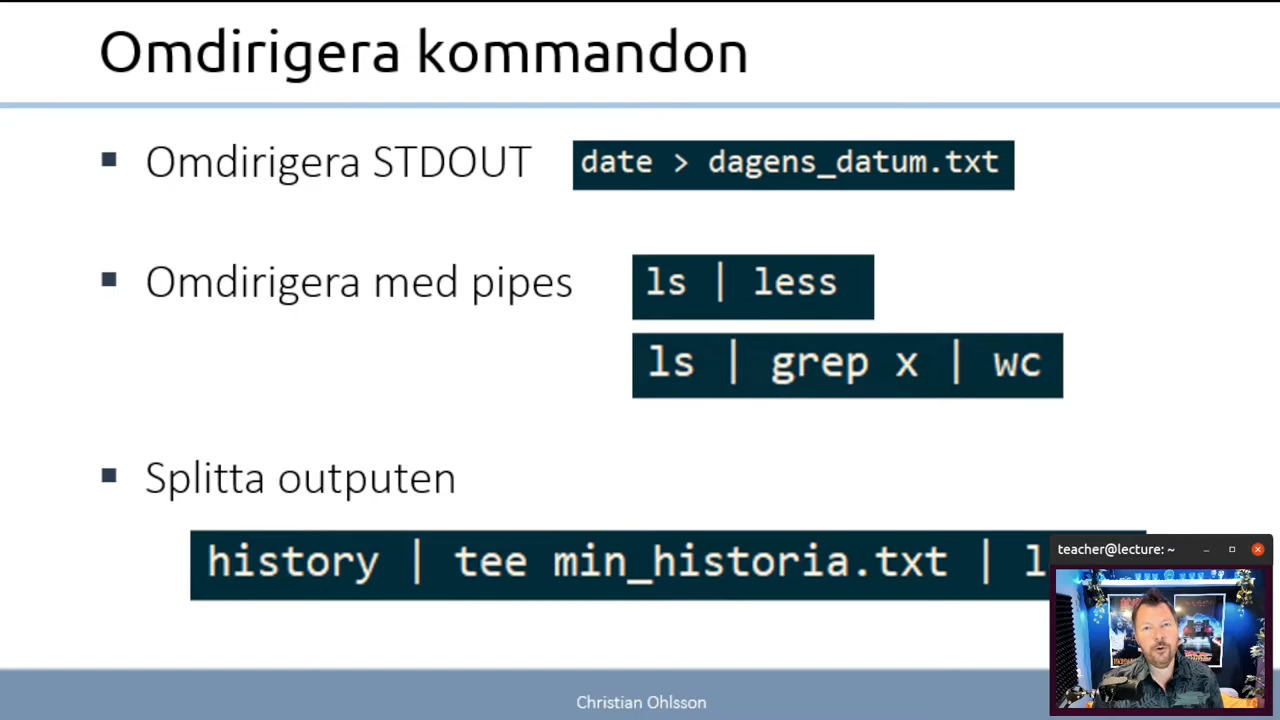 Omdirigera kommandon
Omdirigera STDOUT
date > dagens_datum.txt
Omdirigera med pipes
ls | less
ls | grep x | wc
Splitta outputen
history | tee min_historia.txt |
teacher@lecture: ~
Christian Ohlsson